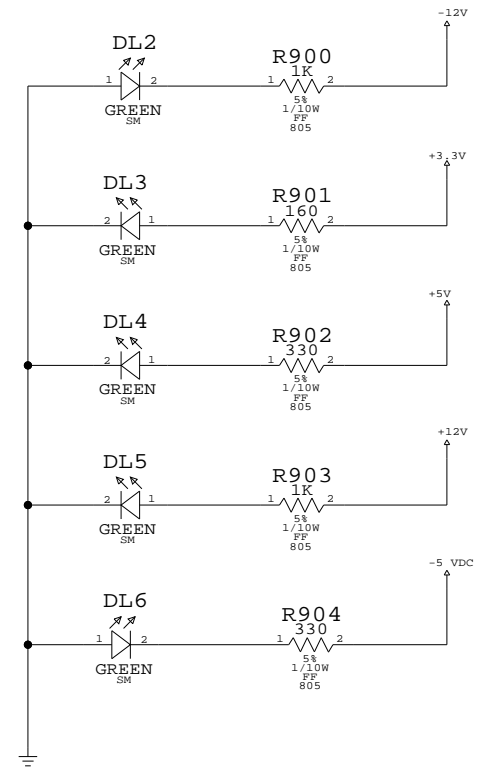 -12V
DL2
1 2
GREEN
SM
R900
1K
1 2
5%
1/10W
FF
805
+3.3V
DL3
2 1
GREEN
SM
R901
160
1 2
5%
1/10W
FF
805
+5V
DL4
2 1
GREEN
SM
R902
330
1 2
5%
1/10W
FF
805
+12V
DL5
2 1
GREEN
SM
R903
1K
1 2
5%
1/10W
FF
805
-5 VDC
DL6
1 2
GREEN
SM
R904
330
1 2
5%
1/10W
FF
805